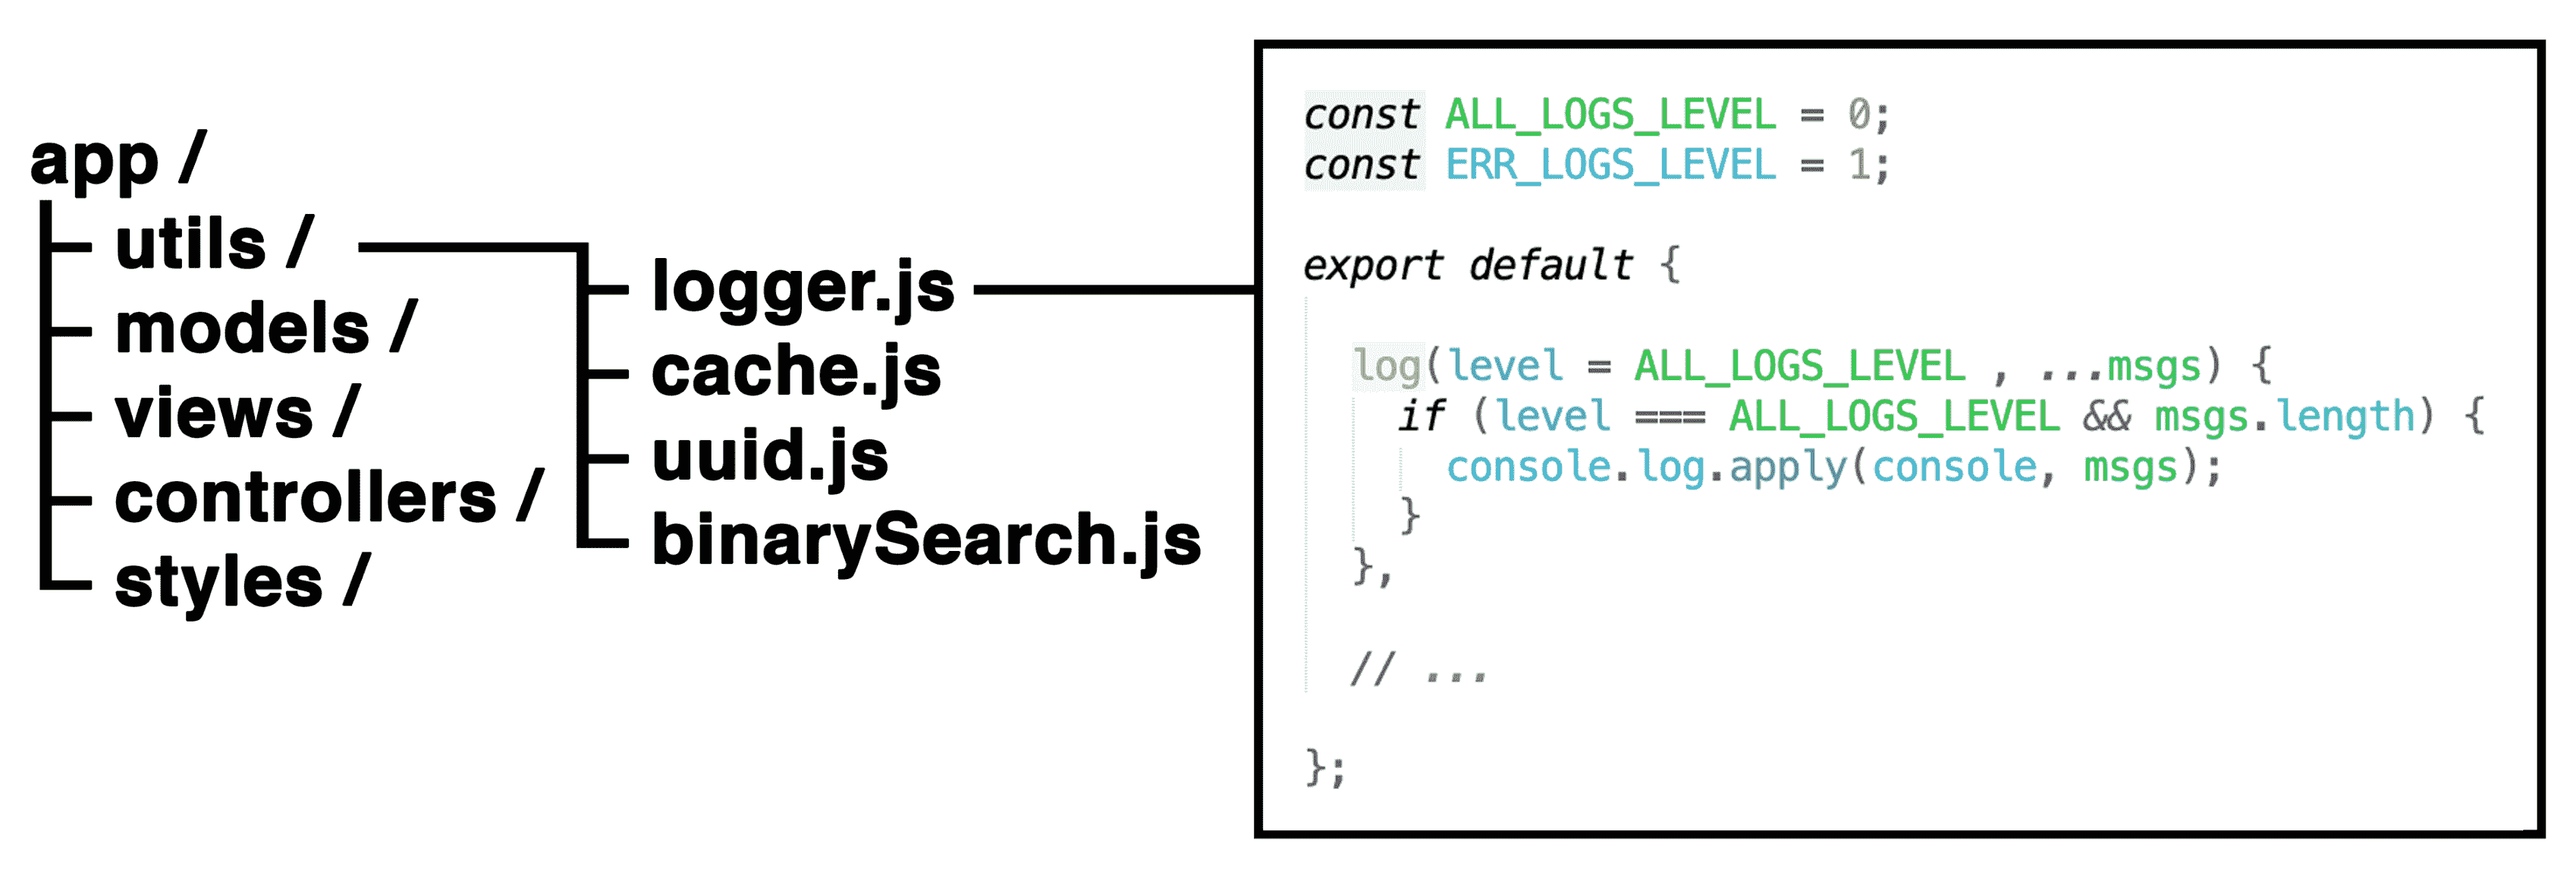 app /
utils /
models /
views /
controllers /
styles /
logger.js
cache.js
uuid.js
binarySearch.js
const ALL_LOGS_LEVEL = 0;
const ERR_LOGS_LEVEL = 1;
export default {
log(level = ALL_LOGS_LEVEL , ...msgs) {
if (level === ALL_LOGS_LEVEL && msgs.length) {
console.log.apply(console, msgs);
}
},
// ...
};